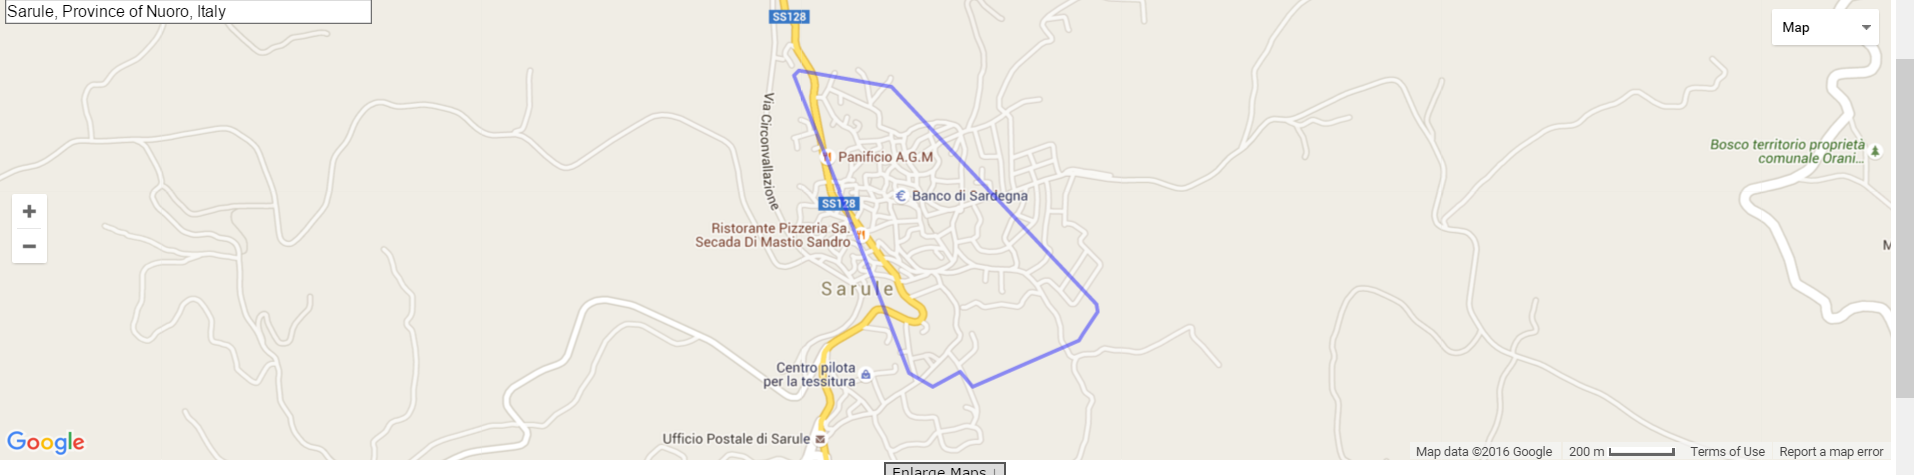 Sarule, Province of Nuoro, Italy
SS128
Map
Via Circonvallazione
Panificio A.G.M
Bosco territorio proprietà
comunale Orani...
+
€ Banco di Sardegna
SS128
Ristorante Pizzeria Sa.
Secada Di Mastio Sandro
−
M
Sarule
Centro pilota
per la tessitura
Ufficio Postale di Sarule
Google
Map data ©2016 Google
200 m
Terms of Use
Report a map error
Enlarge Maps ↓